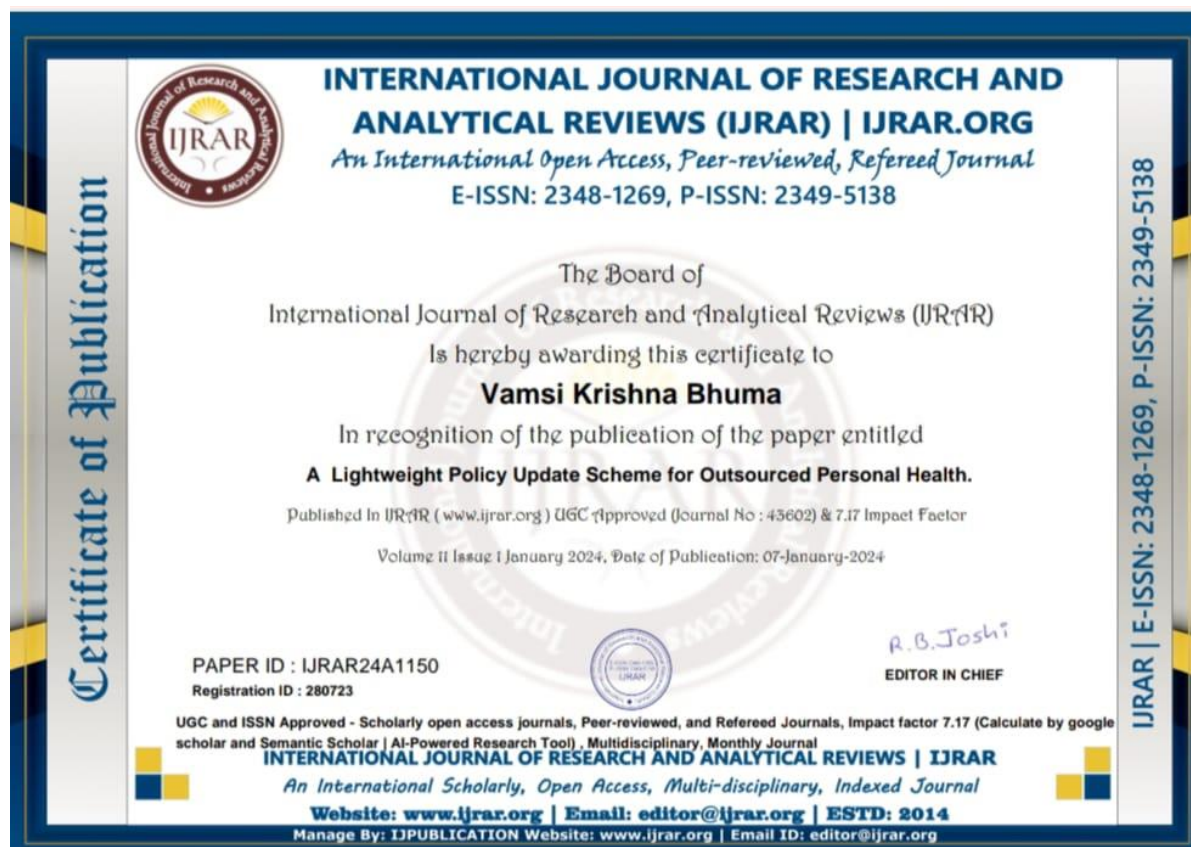 INTERNATIONAL JOURNAL OF RESEARCH AND
ANALYTICAL REVIEWS (IJRAR) | IJRAR.ORG
An International Open Access, Peer-reviewed, Refereed Journal
E-ISSN: 2348-1269, P-ISSN: 2349-5138
International Journal of Research and Analytical Reviews
IJRAR
Certificate of Publication
The Board of
International Journal of Research and Analytical Reviews (IJRAR)
Is hereby awarding this certificate to
Vamsi Krishna Bhuma
In recognition of the publication of the paper entitled
A Lightweight Policy Update Scheme for Outsourced Personal Health.
Published In IJRAR ( www.ijrar.org ) UGC Approved (Journal No : 43602) & 7.17 Impact Factor
Volume 11 Issue 1 January 2024, Date of Publication: 07-January-2024
R.B.Joshi
PAPER ID : IJRAR24A1150
EDITOR IN CHIEF
Registration ID : 280723
IJRAR
UGC and ISSN Approved - Scholarly open access journals, Peer-reviewed, and Refereed Journals, Impact factor 7.17 (Calculate by google
scholar and Semantic Scholar | AI-Powered Research Tool) , Multidisciplinary, Monthly Journal
INTERNATIONAL JOURNAL OF RESEARCH AND ANALYTICAL REVIEWS | IJRAR
An International Scholarly, Open Access, Multi-disciplinary, Indexed Journal
Website: www.ijrar.org | Email: editor@ijrar.org | ESTD: 2014
Manage By: IJPUBLICATION Website: www.ijrar.org | Email ID: editor@ijrar.org
IJRAR | E-ISSN: 2348-1269, P-ISSN: 2349-5138